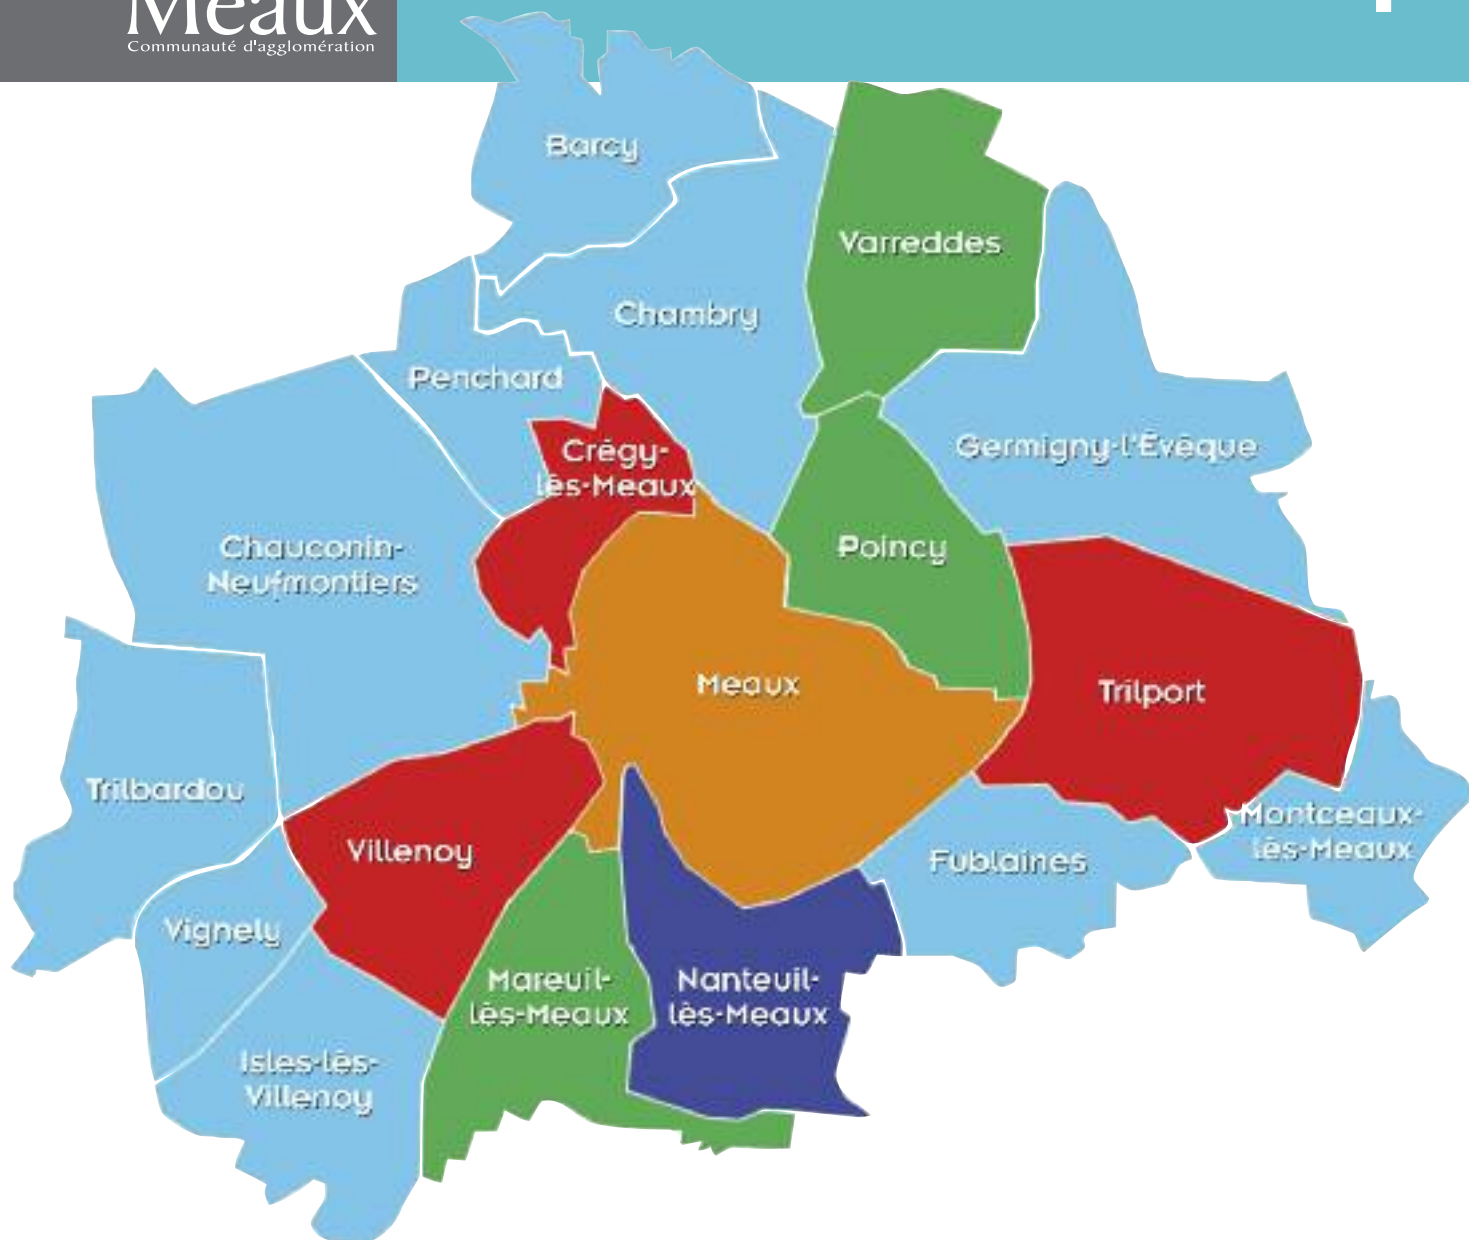 Meaux
Communauté d'agglomération
Barcy
Varreddes
Chambry
Penchard
Crégy-
lès-Meaux
Germigny-l'Évêque
Chauconin-
Neufmontiers
Poincy
Meaux
Trilport
Trilbardou
Montceaux-
lès-Meaux
Villenoy
Fublaines
Vignely
Mareuil-
lès-Meaux
Nanteuil-
lès-Meaux
Isles-lès-
Villenoy